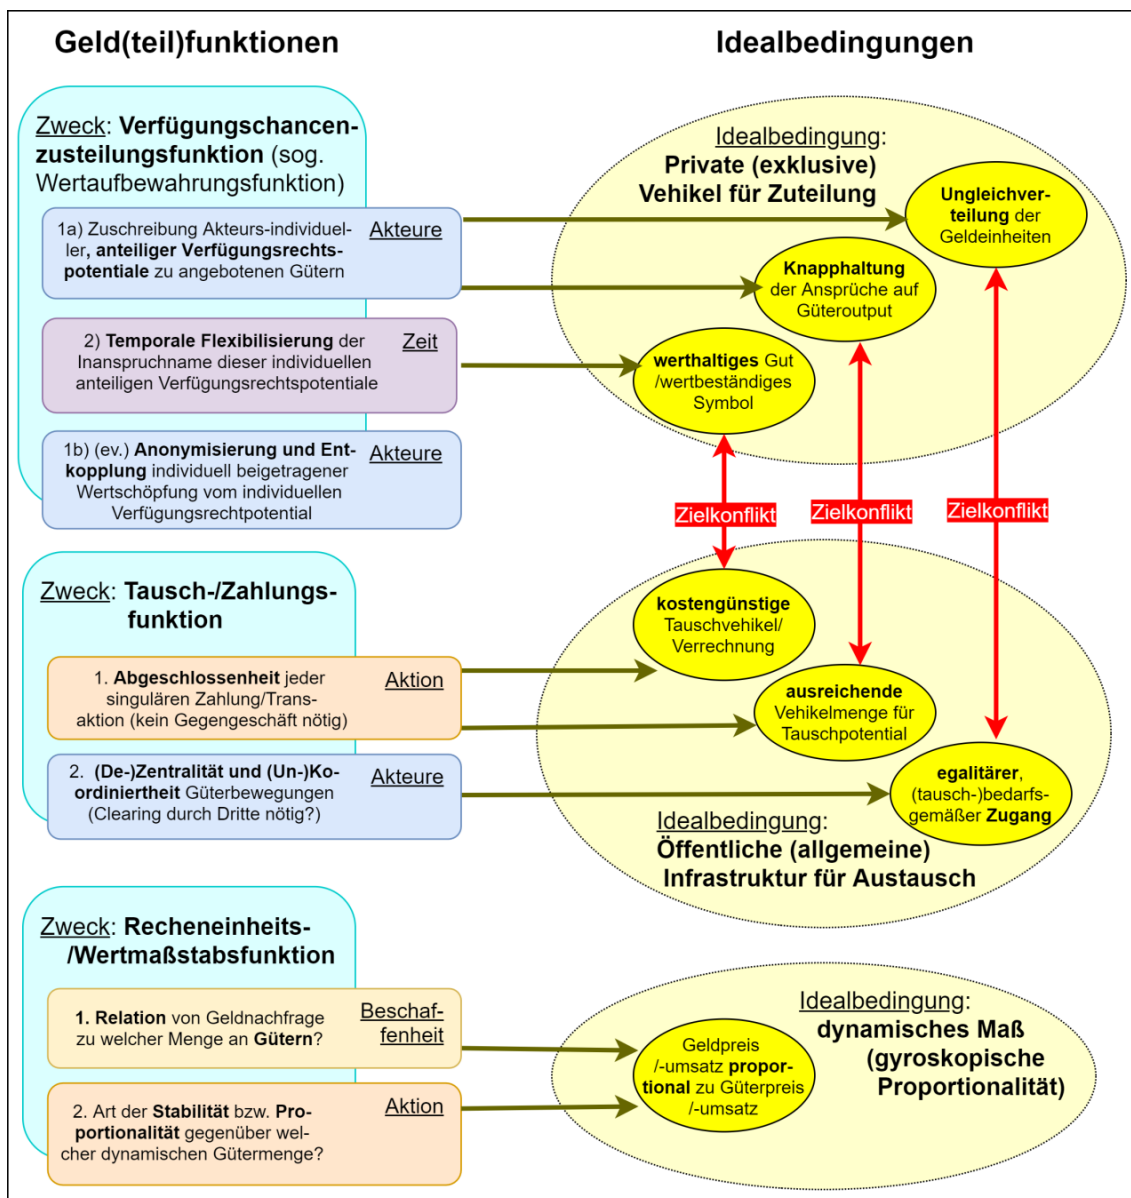 Geld(teil)funktionen
Idealbedingungen
Zweck: Verfügungschancen-
zuteilungsfunktion (sog.
Wertaufbewahrungsfunktion)
1a) Zuschreibung Akteurs-individuel-
ler, anteiliger Verfügungsrechts-
potentiale zu angebotenen Gütern
Akteure
2) Temporale Flexibilisierung der
Inanspruchname dieser individuellen
anteiligen Verfügungsrechtspotentiale
Zeit
1b) (ev.) Anonymisierung und Ent-
kopplung individuell beigetragener
Wertschöpfung vom individuellen
Verfügungsrechtpotential
Akteure
Idealbedingung:
Private (exklusive)
Vehikel für Zuteilung
Ungleichver-
teilung der
Geldeinheiten
Knapphaltung
der Ansprüche auf
Güteroutput
werthaltiges Gut
/wertbeständiges
Symbol
Zielkonflikt
Zielkonflikt
Zielkonflikt
Zweck: Tausch-/Zahlungs-
funktion
1. Abgeschlossenheit jeder
singulären Zahlung/Trans-
aktion (kein Gegengeschäft nötig)
Aktion
2. (De-)Zentralität und (Un-)Ko-
ordiniertheit Güterbewegungen
(Clearing durch Dritte nötig?)
Akteure
kostengünstige
Tauschvehikel/
Verrechnung
ausreichende
Vehikelmenge für
Tauschpotential
egalitärer,
(tausch-)bedarfs-
gemäßer Zugang
Idealbedingung:
Öffentliche (allgemeine)
Infrastruktur für Austausch
Zweck: Recheneinheits-
/Wertmaßstabsfunktion
1. Relation von Geldnachfrage
zu welcher Menge an Gütern?
Beschaf-
fenheit
2. Art der Stabilität bzw. Pro-
portionalität gegenüber wel-
cher dynamischen Gütermenge?
Aktion
Geldpreis
/-umsatz propor-
tional zu Güterpreis
/-umsatz
Idealbedingung:
dynamisches Maß
(gyroskopische
Proportionalität)